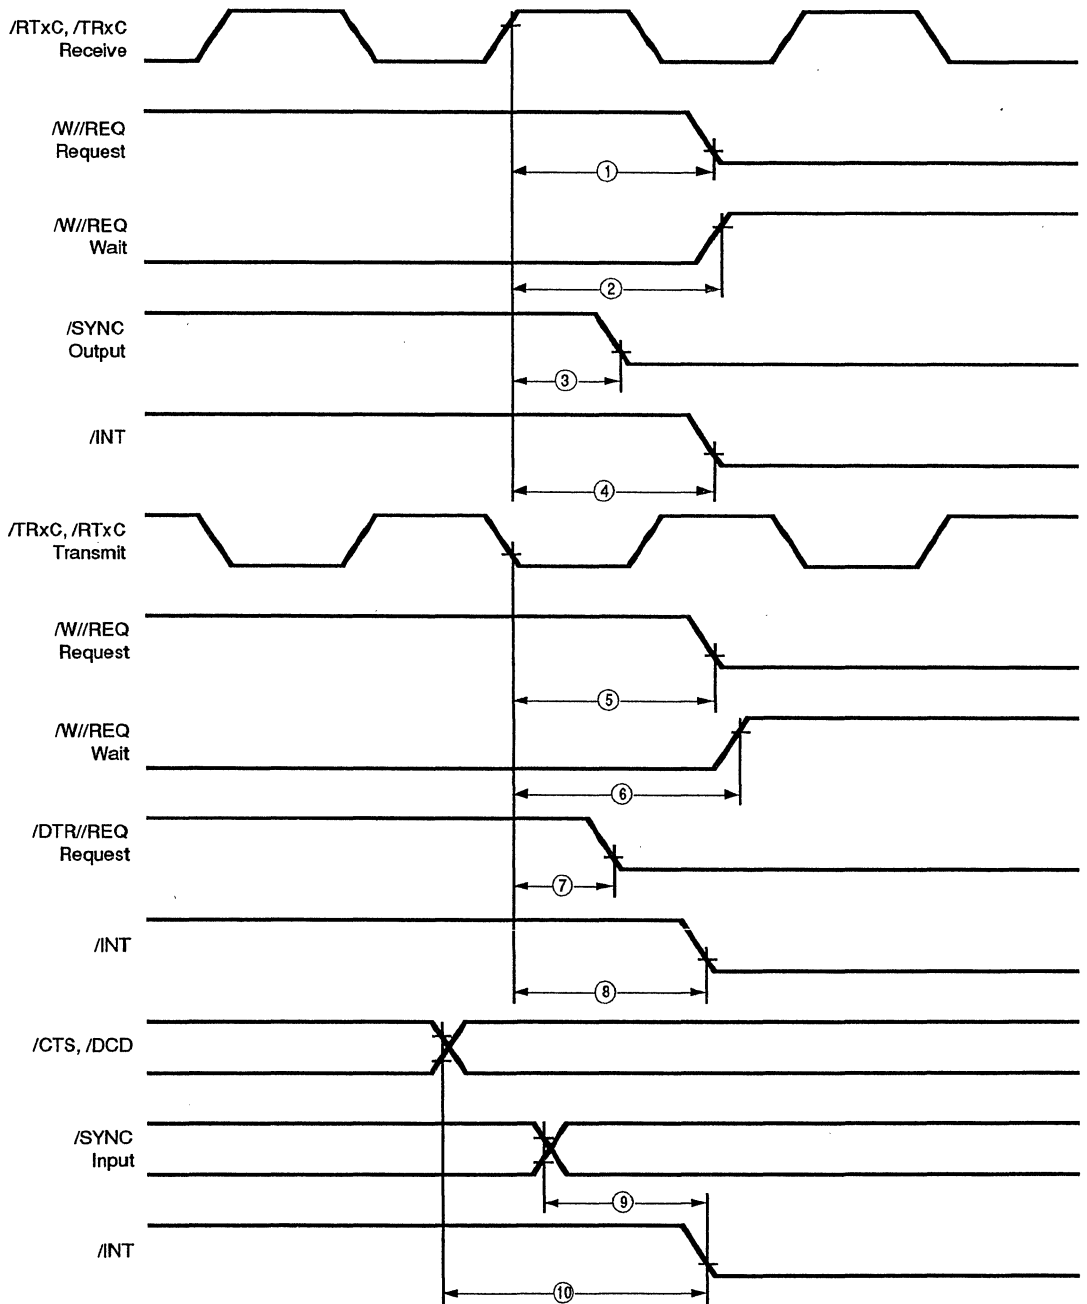 /RTxC, /TRxC
Receive
/W//REQ
Request
①
/W//REQ
Wait
②
/SYNC
Output
③
/INT
④
/TRxC, /RTxC
Transmit
/W//REQ
Request
⑤
/W//REQ
Wait
⑥
/DTR//REQ
Request
⑦
/INT
⑧
/CTS, /DCD
/SYNC
Input
⑨
/INT
⑩